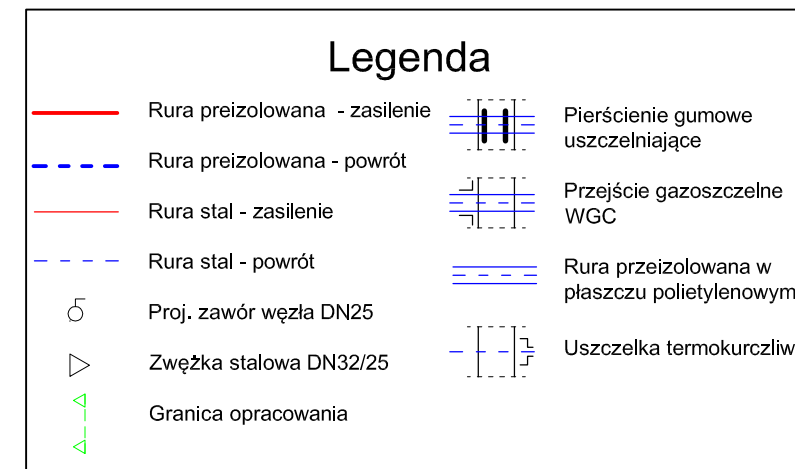 Legenda
Rura preizolowana - zasilenie
Rura preizolowana - powrót
Rura stal - zasilenie
Rura stal - powrót
Proj. zawór węzła DN25
Zwężka stalowa DN32/25
Granica opracowania
Pierścienie gumowe
uszczelniające
Przejście gazoszczelne
WGC
Rura przeizolowana w
płaszczu polietylenowym
Uszczelka termokurczliw